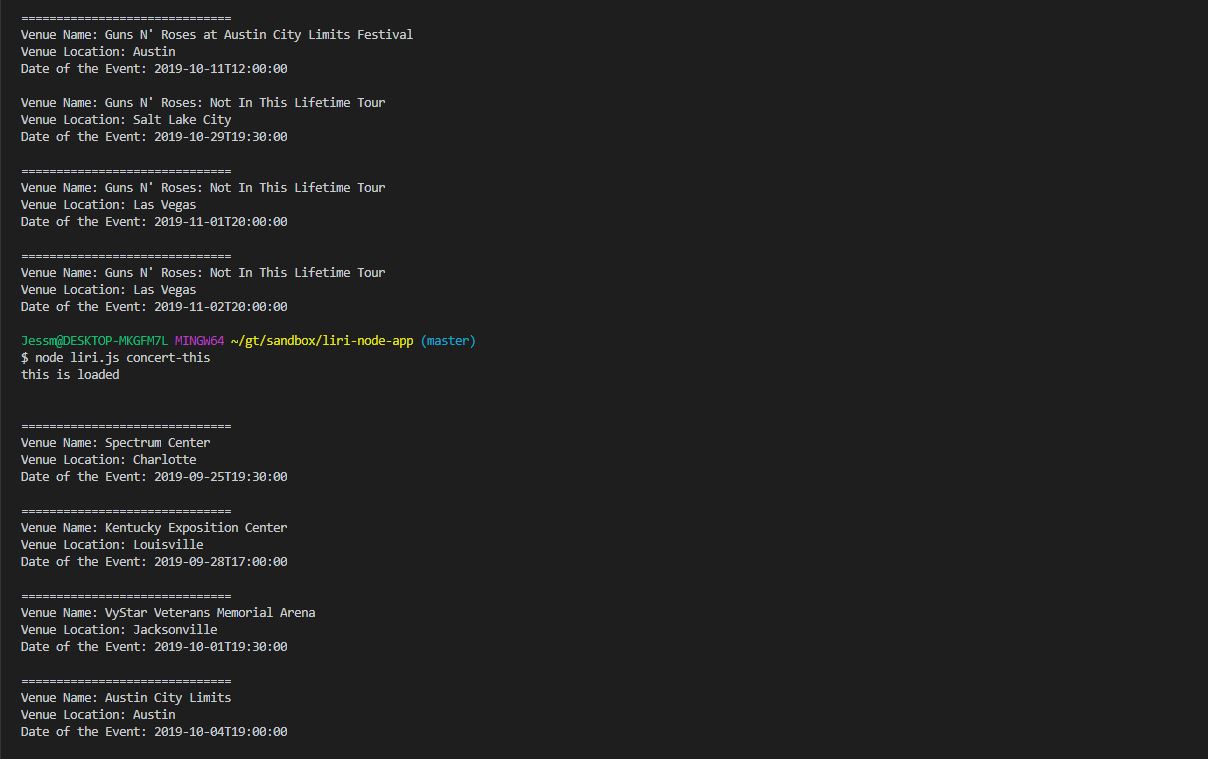 ==============================
Venue Name: Guns N' Roses at Austin City Limits Festival
Venue Location: Austin
Date of the Event: 2019-10-11T12:00:00
Venue Name: Guns N' Roses: Not In This Lifetime Tour
Venue Location: Salt Lake City
Date of the Event: 2019-10-29T19:30:00
==============================
Venue Name: Guns N' Roses: Not In This Lifetime Tour
Venue Location: Las Vegas
Date of the Event: 2019-11-01T20:00:00
==============================
Venue Name: Guns N' Roses: Not In This Lifetime Tour
Venue Location: Las Vegas
Date of the Event: 2019-11-02T20:00:00
Jessm@DESKTOP-MKGFM7L MINGW64 ~/gt/sandbox/liri-node-app (master)
$ node liri.js concert-this
this is loaded
==============================
Venue Name: Spectrum Center
Venue Location: Charlotte
Date of the Event: 2019-09-25T19:30:00
==============================
Venue Name: Kentucky Exposition Center
Venue Location: Louisville
Date of the Event: 2019-09-28T17:00:00
==============================
Venue Name: VyStar Veterans Memorial Arena
Venue Location: Jacksonville
Date of the Event: 2019-10-01T19:30:00
==============================
Venue Name: Austin City Limits
Venue Location: Austin
Date of the Event: 2019-10-04T19:00:00